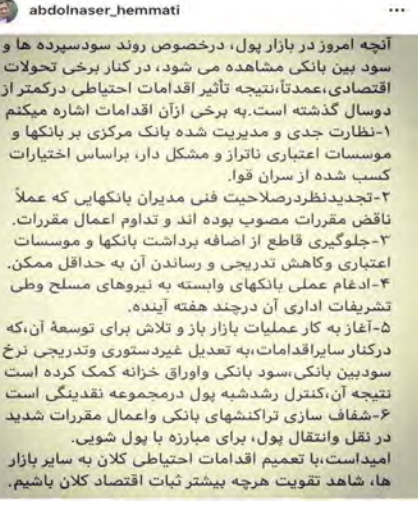 abdolnaser_hemmati
آنچه امروز در بازار پول، درخصوص روند سودسپرده ها و
سود بین بانکی مشاهده می شود، در کنار برخی تحولات
اقتصادی،عمدتاً،نتیجه تأثیر اقدامات احتیاطی درکمتر از
دوسال گذشته است.به برخی ازآن اقدامات اشاره میکنم
۱-نظارت جدی و مدیریت شده بانک مرکزی بر بانکها و
موسسات اعتباری ناتراز و مشکل دار، براساس اختیارات
کسب شده از سران قوا.
۲-تجدیدنظردرصلاحیت فنی مدیران بانکهایی که عملاً
ناقض مقررات مصوب بوده اند و تداوم اعمال مقررات.
۳-جلوگیری قاطع از اضافه برداشت بانکها و موسسات
اعتباری وکاهش تدریجی و رساندن آن به حداقل ممکن.
۴-ادغام عملی بانکهای وابسته به نیروهای مسلح وطی
تشریفات اداری آن درچند هفته آینده.
۵-آغاز به کار عملیات بازار باز و تلاش برای توسعهٔ آن،که
درکنار سایراقدامات،به تعدیل غیردستوری وتدریجی نرخ
سودبین بانکی،سود بانکی واوراق خزانه کمک کرده است
نتیجه آن،کنترل رشدشبه پول درمجموعه نقدینگی است
۶-شفاف سازی تراکنشهای بانکی واعمال مقررات شدید
در نقل وانتقال پول، برای مبارزه با پول شویی.
امیداست،با تعمیم اقدامات احتیاطی کلان به سایر بازار
ها، شاهد تقویت هرچه بیشتر ثبات اقتصاد کلان باشیم.